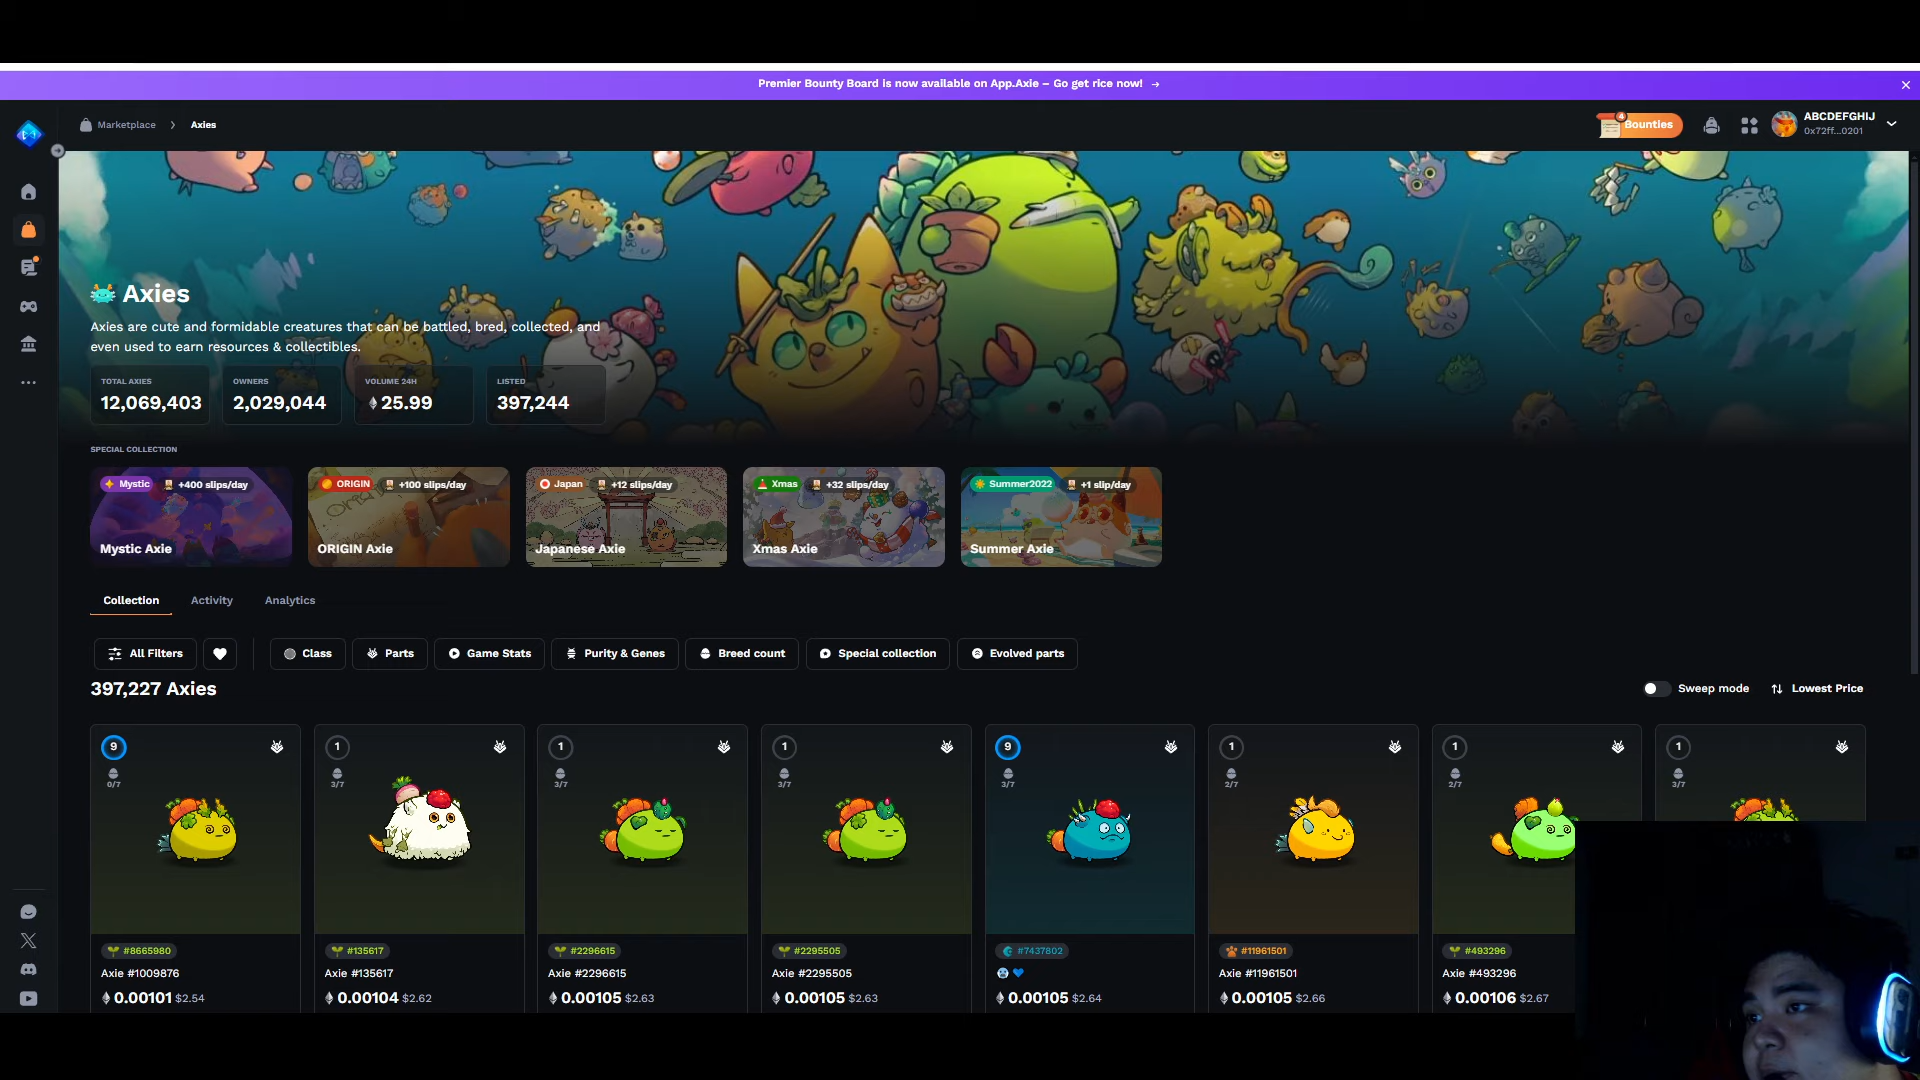 Premier Bounty Board is now available on App.Axie – Go get rice now! →
Marketplace > Axies
4
Bounties
ABCDEFGHIJ
0x72ff...0201
Axies
Axies are cute and formidable creatures that can be battled, bred, collected, and
even used to earn resources & collectibles.
TOTAL AXIES
12,069,403
OWNERS
2,029,044
VOLUME 24H
25.99
LISTED
397,244
SPECIAL COLLECTION
Mystic +400 slips/day
Mystic Axie
ORIGIN +100 slips/day
ORIGIN Axie
Japan +12 slips/day
Japanese Axie
Xmas +32 slips/day
Xmas Axie
Summer2022 +1 slip/day
Summer Axie
Collection Activity Analytics
All Filters Class Parts Game Stats Purity & Genes Breed count Special collection Evolved parts
397,227 Axies
Sweep mode Lowest Price
9
0/7
#8665980
Axie #1009876
0.00101 $2.54
1
3/7
#135617
Axie #135617
0.00104 $2.62
1
3/7
#2296615
Axie #2296615
0.00105 $2.63
1
3/7
#2295505
Axie #2295505
0.00105 $2.63
9
3/7
#7437802
0.00105 $2.64
1
2/7
#11961501
Axie #11961501
0.00105 $2.66
1
2/7
#493296
Axie #493296
0.00106 $2.67
1
3/7